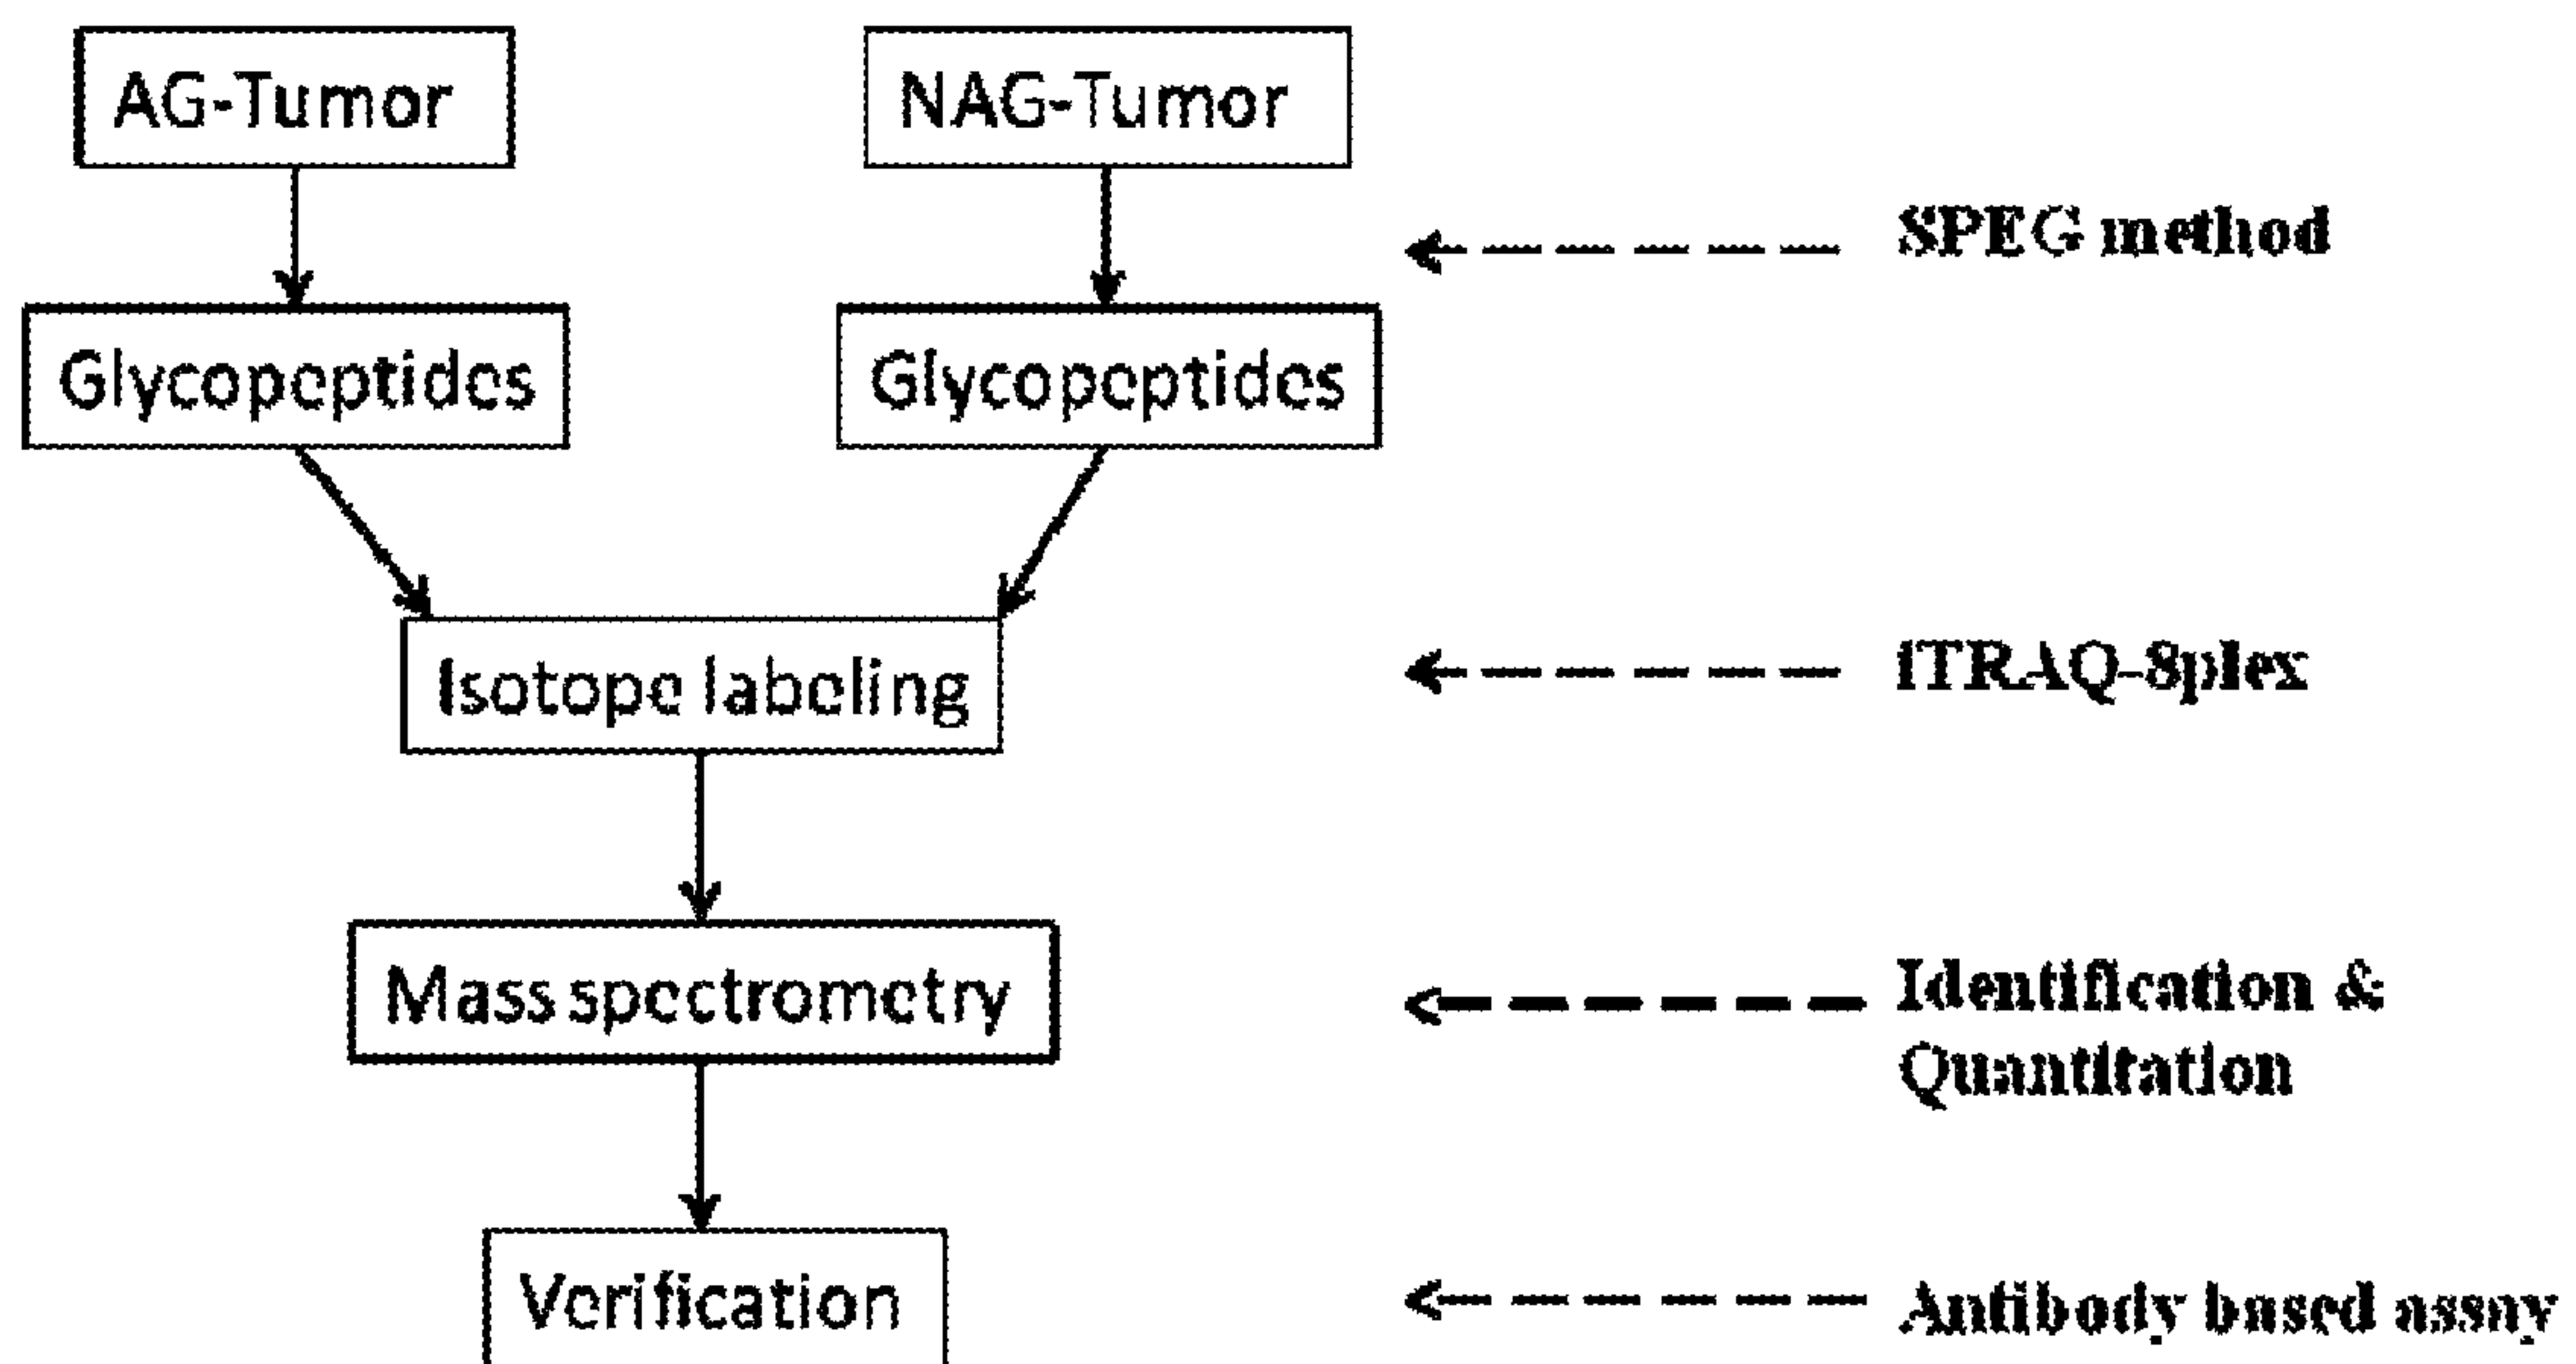 AG-Tumor
NAG-Tumor
SPEG method
Glycopeptides
Glycopeptides
Isotope labeling
iTRAQ-8plex
Mass spectrometry
Identification &
Quantitation
Verification
Antibody based assay